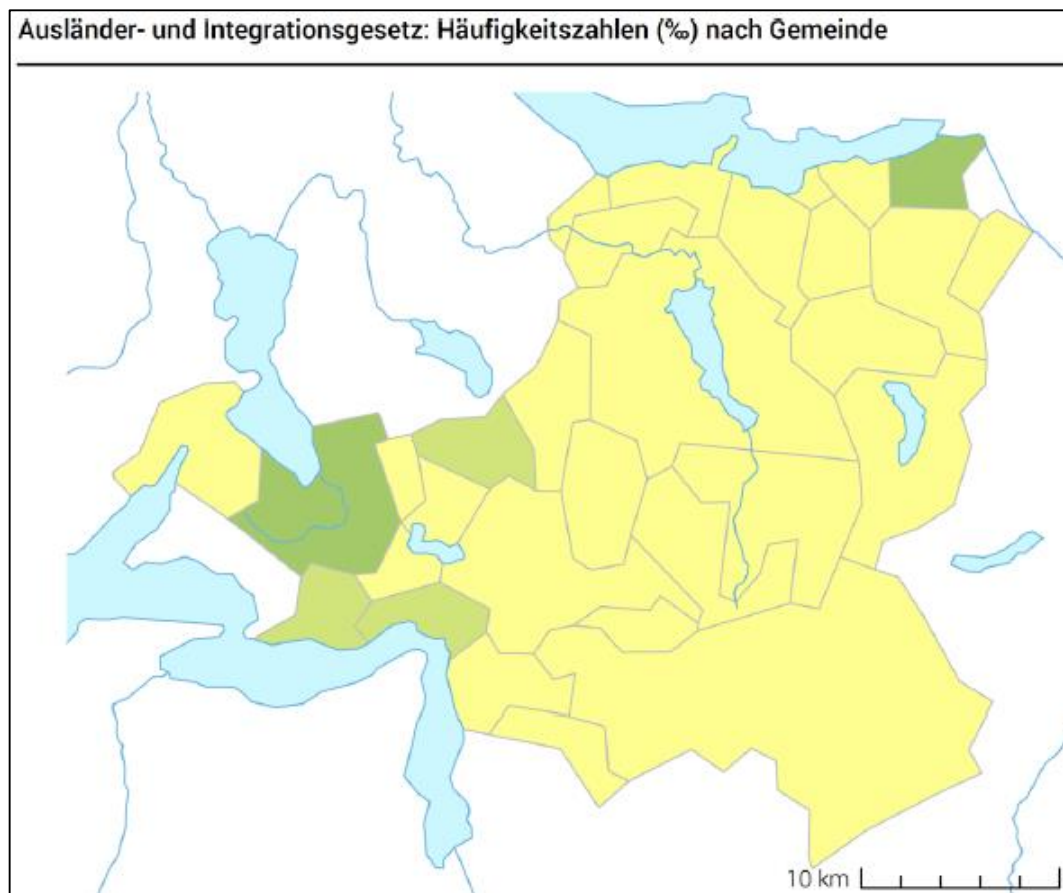 Ausländer- und Integrationsgesetz: Häufigkeitszahlen (‰) nach Gemeinde
10 km